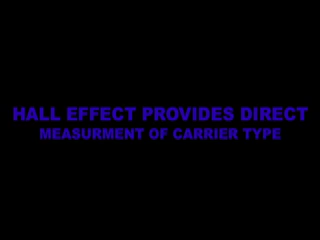 HALL EFFECT PROVIDES DIRECT
MEASURMENT OF CARRIER TYPE